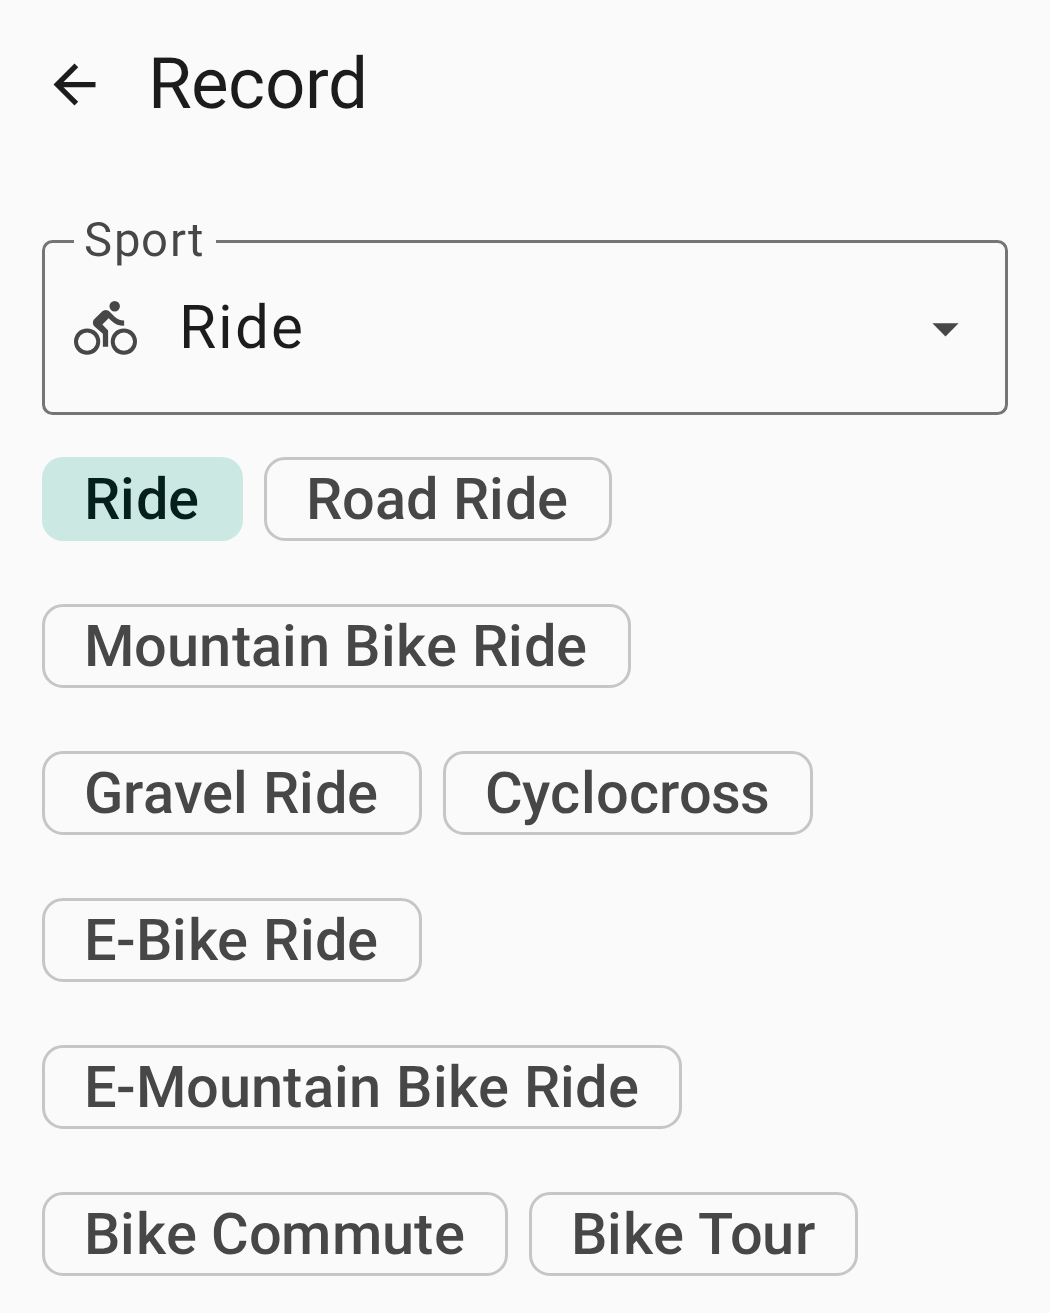 Record
Sport
Ride
Ride Road Ride
Mountain Bike Ride
Gravel Ride Cyclocross
E-Bike Ride
E-Mountain Bike Ride
Bike Commute Bike Tour